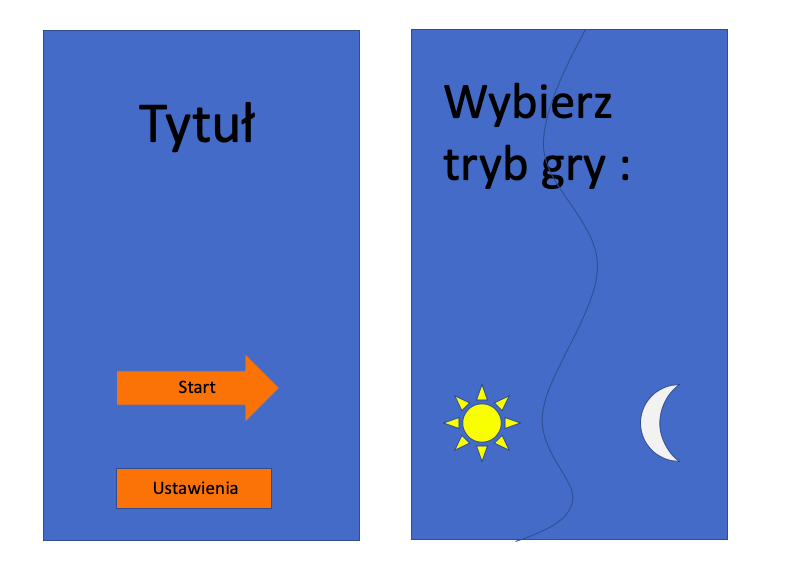 Tytuł
Start
Ustawienia
Wybierz
tryb gry :